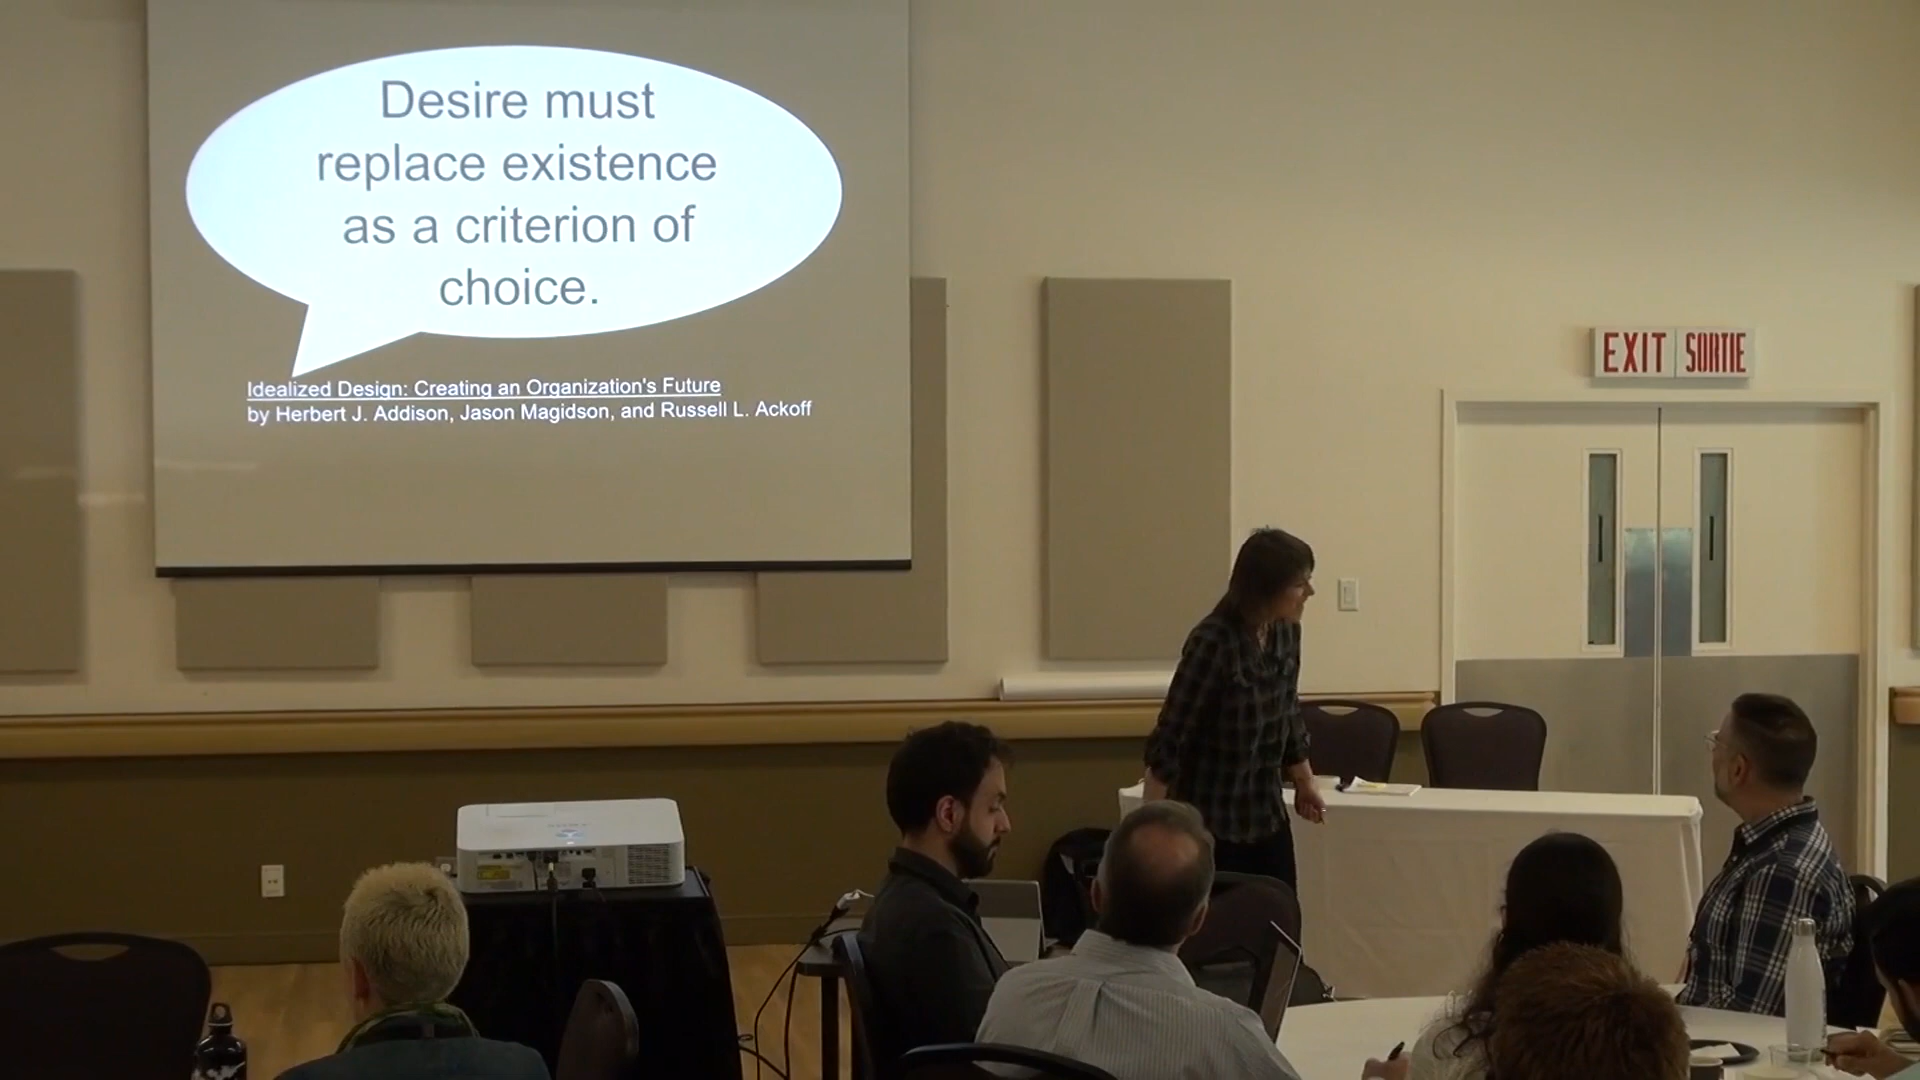 Desire must
replace existence
as a criterion of
choice.
Idealized Design: Creating an Organization's Future
by Herbert J. Addison, Jason Magidson, and Russell L. Ackoff
EXIT SORTIE